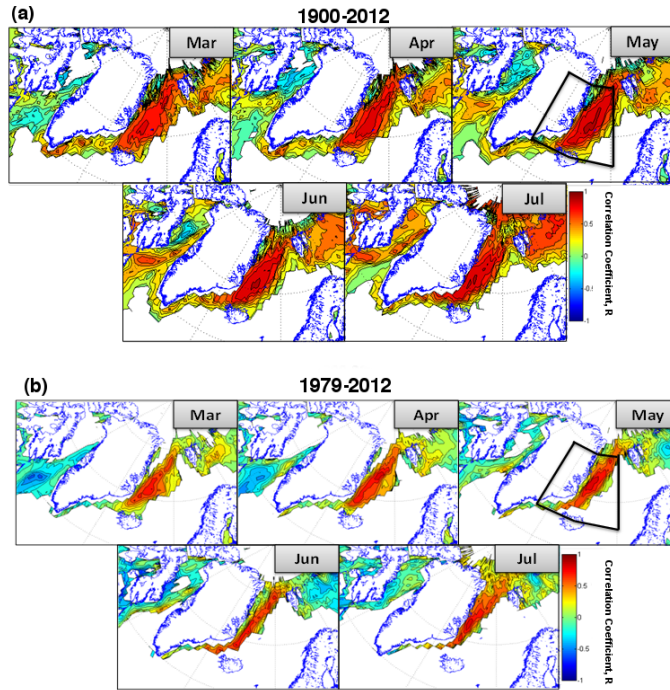 (a)
1900-2012
Mar
Apr
May
Jun
Jul
1
0.5
0
-0.5
-1
Correlation Coefficient, R
(b)
1979-2012
Mar
Apr
May
Jun
Jul
1
0.5
0
-0.5
-1
Correlation Coefficient, R